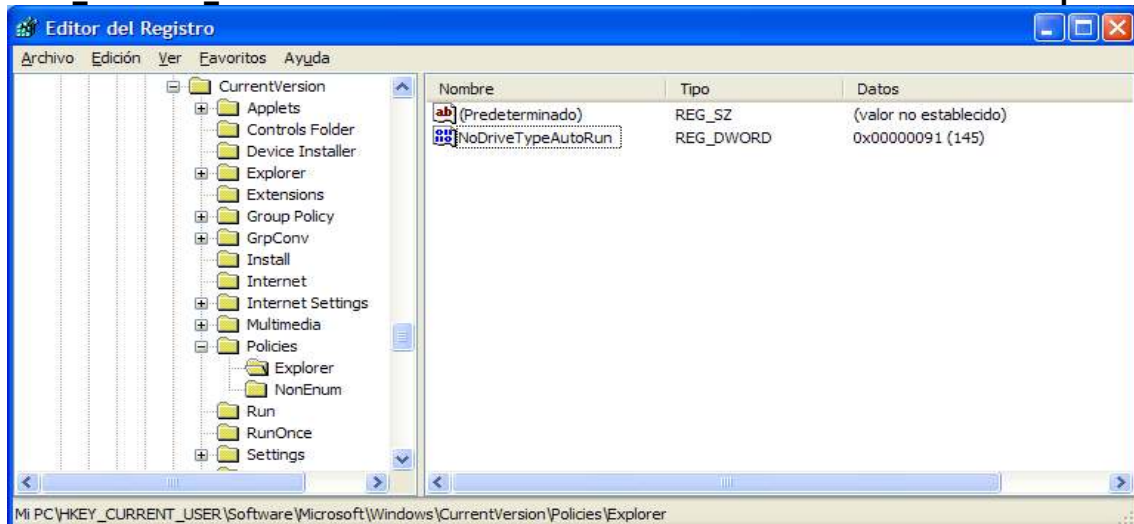 Editor del Registro
Archivo Edición Ver Favoritos Ayuda
CurrentVersion
Applets
Controls Folder
Device Installer
Explorer
Extensions
Group Policy
GrpConv
Install
Internet
Internet Settings
Multimedia
Policies
Explorer
NonEnum
Run
RunOnce
Settings
Nombre Tipo Datos
(Predeterminado) REG_SZ (valor no establecido)
NoDriveTypeAutoRun REG_DWORD 0x00000091 (145)
Mi PC\HKEY_CURRENT_USER\Software\Microsoft\Windows\CurrentVersion\Policies\Explorer